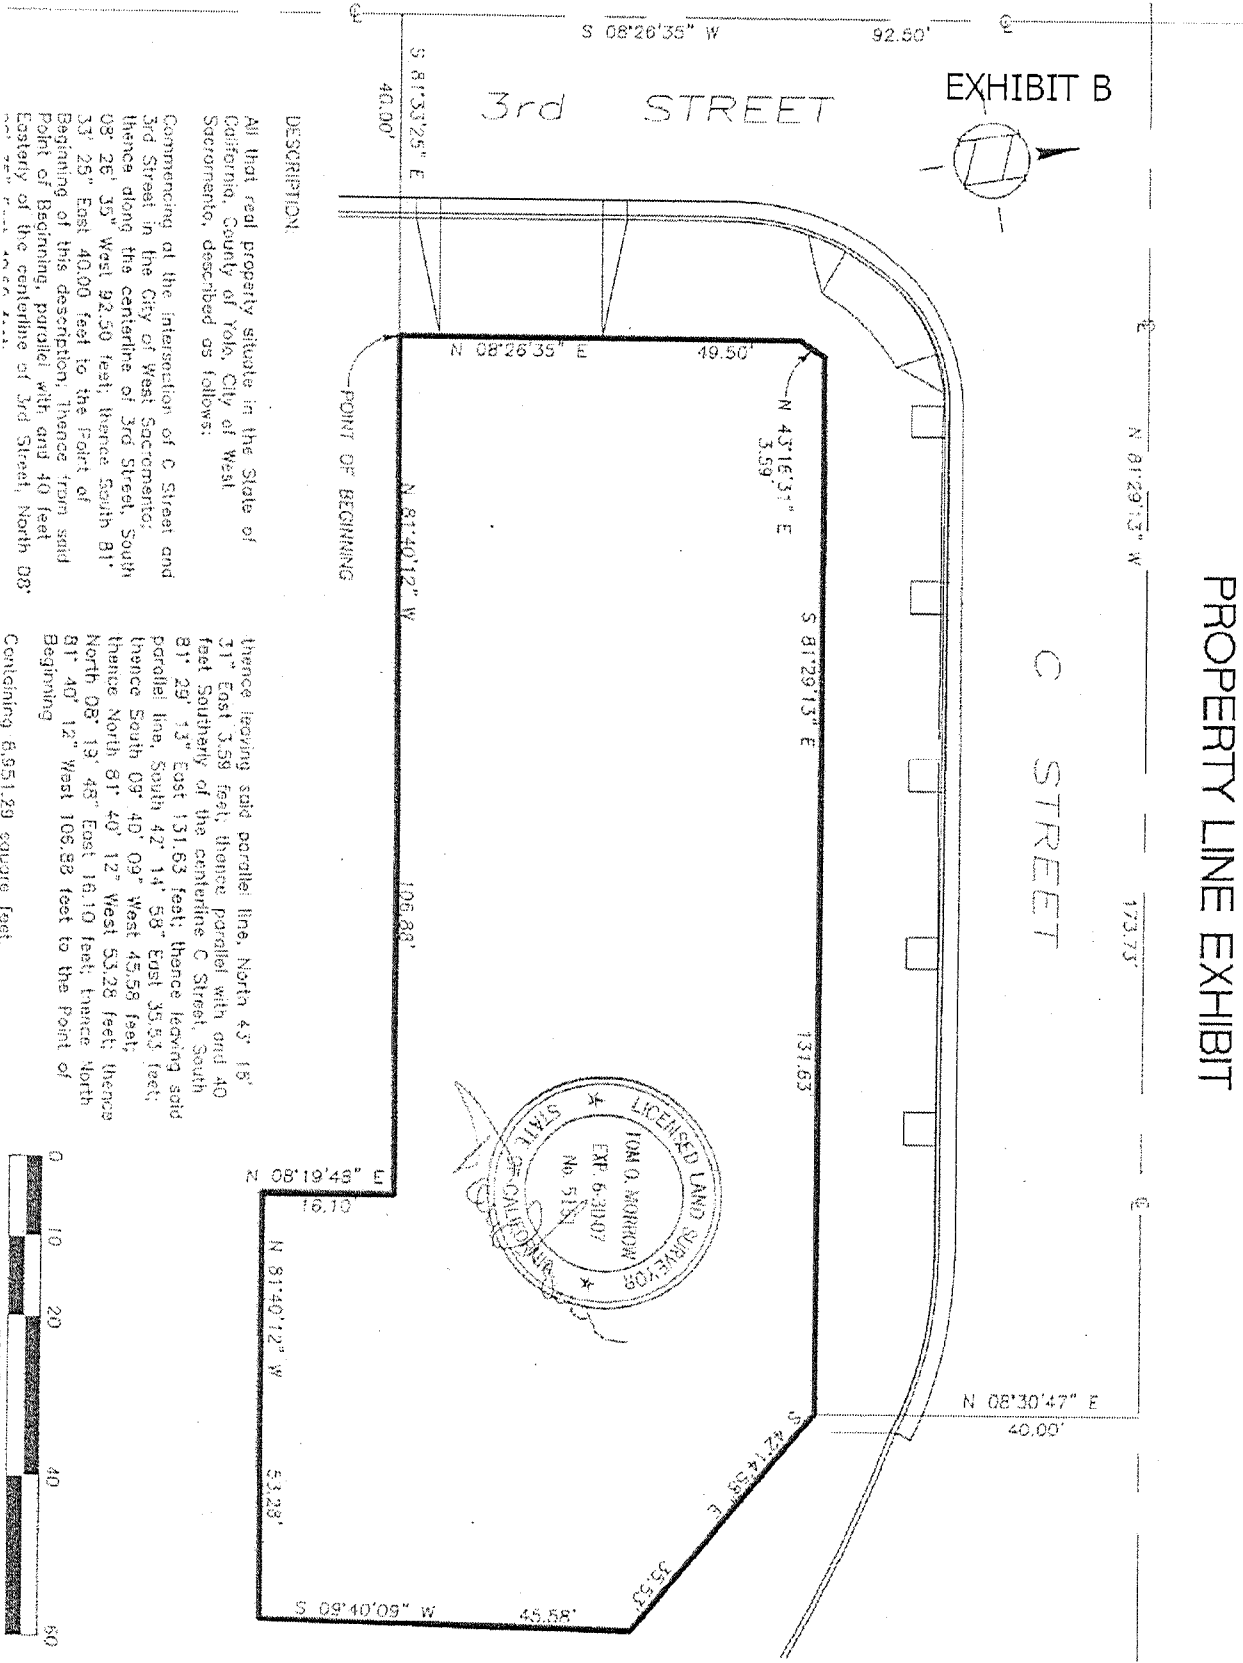 PROPERTY LINE EXHIBIT
EXHIBIT B
3rd STREET
C STREET
S 08°26'35" W
92.50'
S 81°33'25" E
40.00'
N 81°29'13" W
173.73'
N 08°30'47" E
40.00'
N 08°26'35" E
49.50'
N 43°16'31" E
3.59'
S 81°29'13" E
131.63
S 42°14'58" E
35.53'
S 09°40'09" W
45.58'
N 81°40'12" W
53.28'
N 08°19'48" E
16.10'
N 81°40'12" W
106.88'
POINT OF BEGINNING
LICENSED LAND SURVEYOR
STATE OF CALIFORNIA
TOM O. MORROW
EXP. 6-30-07
No. 5151
DESCRIPTION:
All that real property situate in the State of
California, County of Yolo, City of West
Sacramento, described as follows:
Commencing at the intersection of C Street and
3rd Street in the City of West Sacramento;
thence along the centerline of 3rd Street, South
08° 26' 35" West 92.50 feet; thence South 81°
33' 25" East 40.00 feet to the Point of
Beginning of this description; Thence from said
Point of Beginning, parallel with and 40 feet
Easterly of the centerline of 3rd Street, North 08°
thence leaving said parallel line, North 43° 16'
31" East 3.59 feet; thence parallel with and 40
feet Southerly of the centerline C Street, South
81° 29' 13" East 131.63 feet; thence leaving said
parallel line, South 42° 14' 58" East 35.53 feet;
thence South 09° 40' 09" West 45.58 feet;
thence North 81° 40' 12" West 53.28 feet; thence
North 08° 19' 48" East 16.10 feet; thence North
81° 40' 12" West 106.88 feet to the Point of
Beginning
Containing 8,951.29 square feet
0 10 20 40 60